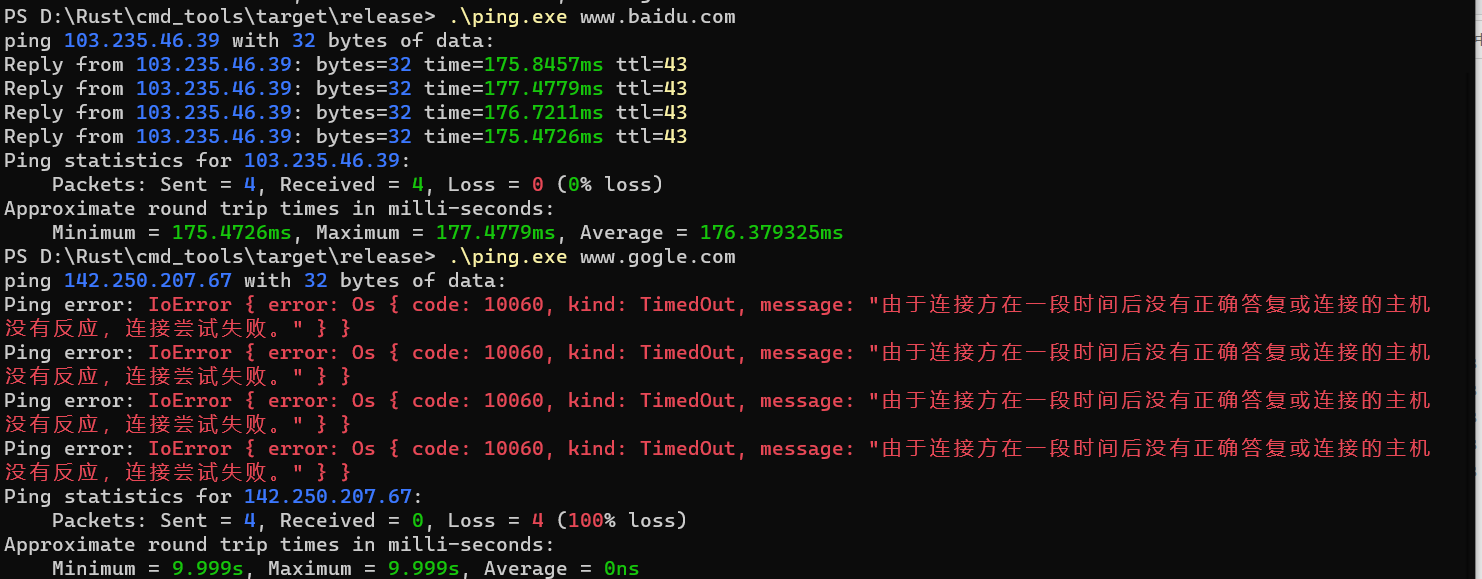 PS D:\Rust\cmd_tools\target\release> .\ping.exe www.baidu.com
ping 103.235.46.39 with 32 bytes of data:
Reply from 103.235.46.39: bytes=32 time=175.8457ms ttl=43
Reply from 103.235.46.39: bytes=32 time=177.4779ms ttl=43
Reply from 103.235.46.39: bytes=32 time=176.7211ms ttl=43
Reply from 103.235.46.39: bytes=32 time=175.4726ms ttl=43
Ping statistics for 103.235.46.39:
    Packets: Sent = 4, Received = 4, Loss = 0 (0% loss)
Approximate round trip times in milli-seconds:
    Minimum = 175.4726ms, Maximum = 177.4779ms, Average = 176.379325ms
PS D:\Rust\cmd_tools\target\release> .\ping.exe www.gogle.com
ping 142.250.207.67 with 32 bytes of data:
Ping error: IoError { error: Os { code: 10060, kind: TimedOut, message: "由于连接方在一段时间后没有正确答复或连接的主机
没有反应，连接尝试失败。" } }
Ping error: IoError { error: Os { code: 10060, kind: TimedOut, message: "由于连接方在一段时间后没有正确答复或连接的主机
没有反应，连接尝试失败。" } }
Ping error: IoError { error: Os { code: 10060, kind: TimedOut, message: "由于连接方在一段时间后没有正确答复或连接的主机
没有反应，连接尝试失败。" } }
Ping error: IoError { error: Os { code: 10060, kind: TimedOut, message: "由于连接方在一段时间后没有正确答复或连接的主机
没有反应，连接尝试失败。" } }
Ping statistics for 142.250.207.67:
    Packets: Sent = 4, Received = 0, Loss = 4 (100% loss)
Approximate round trip times in milli-seconds:
    Minimum = 9.999s, Maximum = 9.999s, Average = 0ns